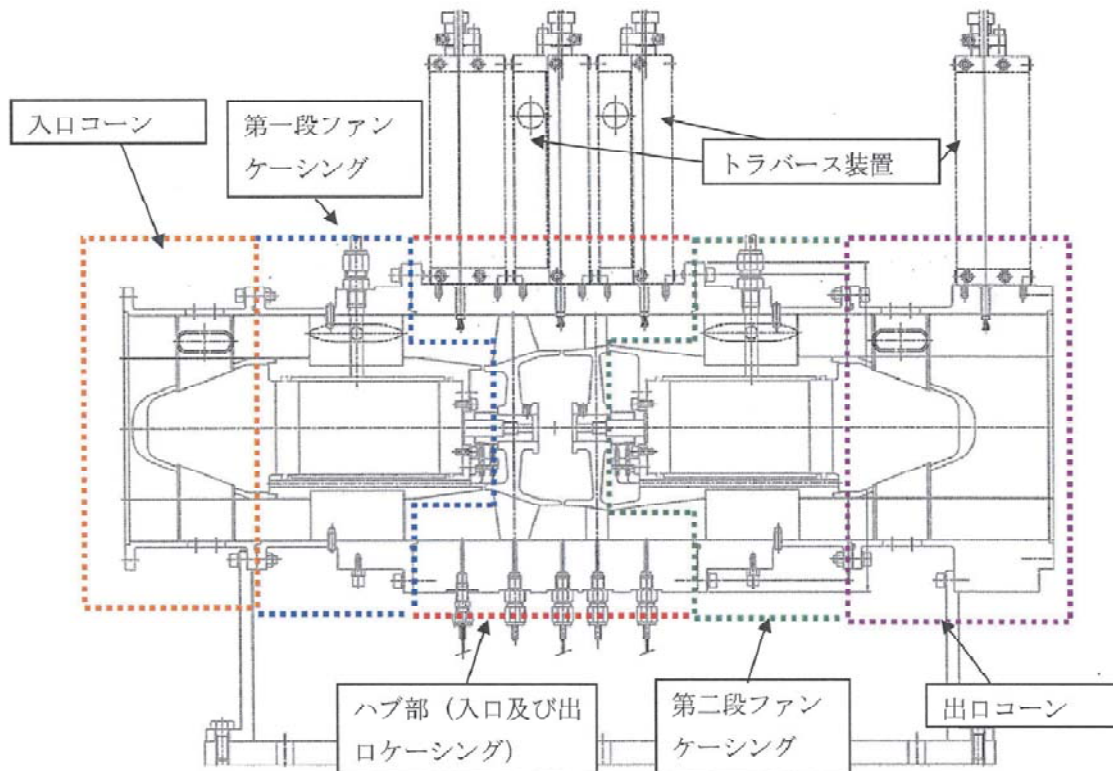 入口コーン
第一段ファン
ケーシング
トラバース装置
ハブ部（入口及び出
ロケーシング）
第二段ファン
ケーシング
出口コーン